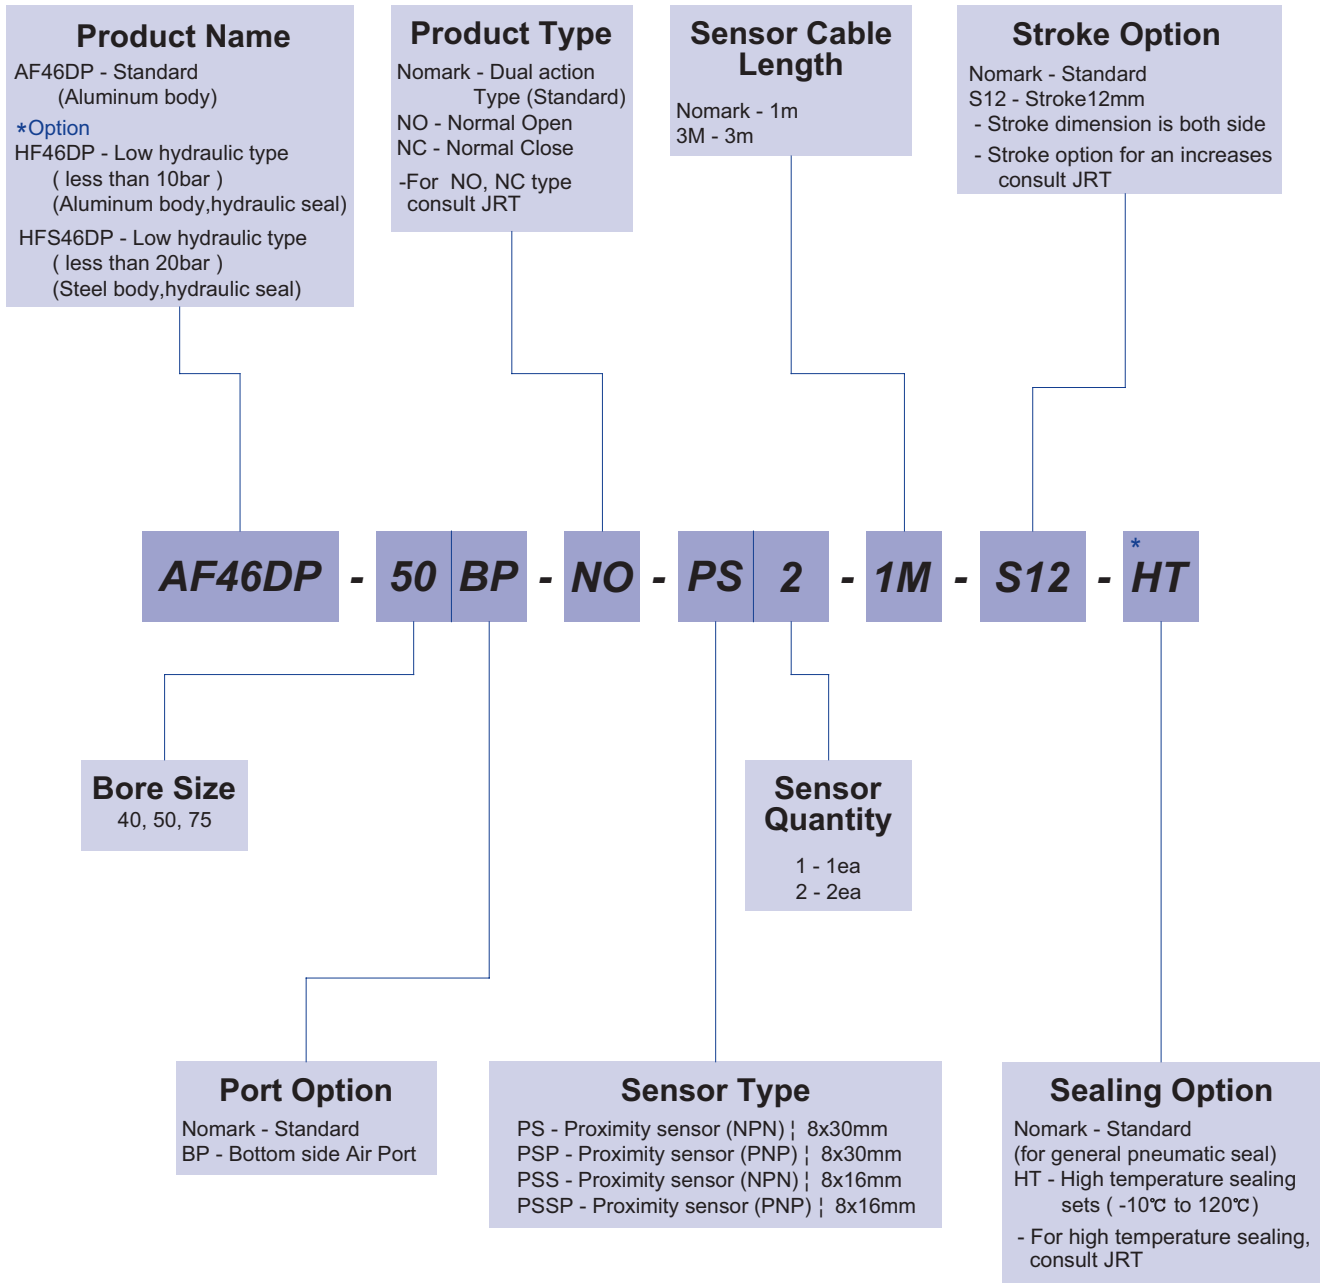 Product Name
AF46DP - Standard
(Aluminum body)
*Option
HF46DP - Low hydraulic type
( less than 10bar )
(Aluminum body,hydraulic seal)
HFS46DP - Low hydraulic type
( less than 20bar )
(Steel body,hydraulic seal)
Product Type
Nomark - Dual action
Type (Standard)
NO - Normal Open
NC - Normal Close
-For NO, NC type
consult JRT
Sensor Cable
Length
Nomark - 1m
3M - 3m
Stroke Option
Nomark - Standard
S12 - Stroke12mm
- Stroke dimension is both side
- Stroke option for an increases
consult JRT
AF46DP - 50 BP - NO - PS 2 - 1M - S12 - *HT
Bore Size
40, 50, 75
Sensor
Quantity
1 - 1ea
2 - 2ea
Port Option
Nomark - Standard
BP - Bottom side Air Port
Sensor Type
PS - Proximity sensor (NPN) ¦ 8x30mm
PSP - Proximity sensor (PNP) ¦ 8x30mm
PSS - Proximity sensor (NPN) ¦ 8x16mm
PSSP - Proximity sensor (PNP) ¦ 8x16mm
Sealing Option
Nomark - Standard
(for general pneumatic seal)
HT - High temperature sealing
sets ( -10℃ to 120℃)
- For high temperature sealing,
consult JRT